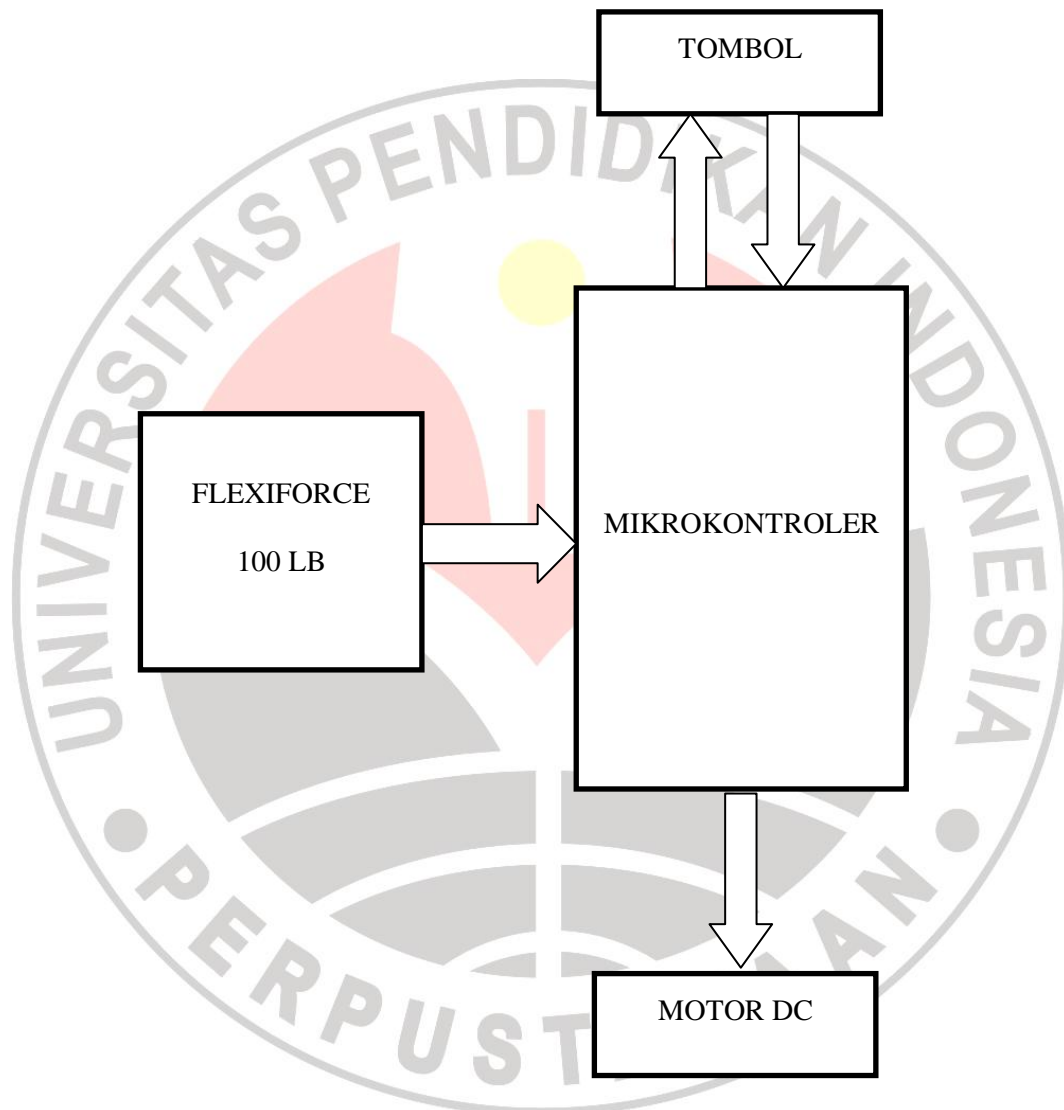 TOMBOL
UNIVERSITAS PENDIDIKAN INDONESIA
FLEXIFORCE
100 LB
MIKROKONTROLER
MOTOR DC
PERPUSTAKAAN